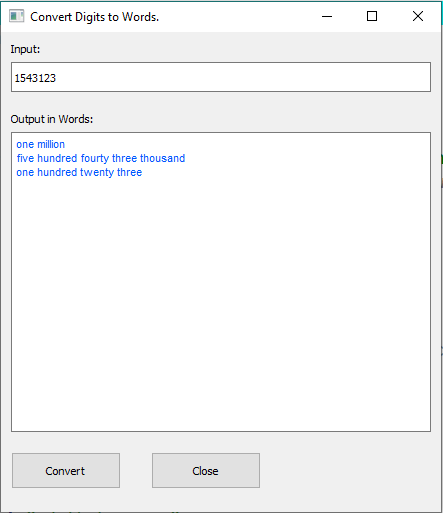 Convert Digits to Words.
Input:
1543123
Output in Words:
one million
five hundred fourty three thousand
one hundred twenty three
Convert Close